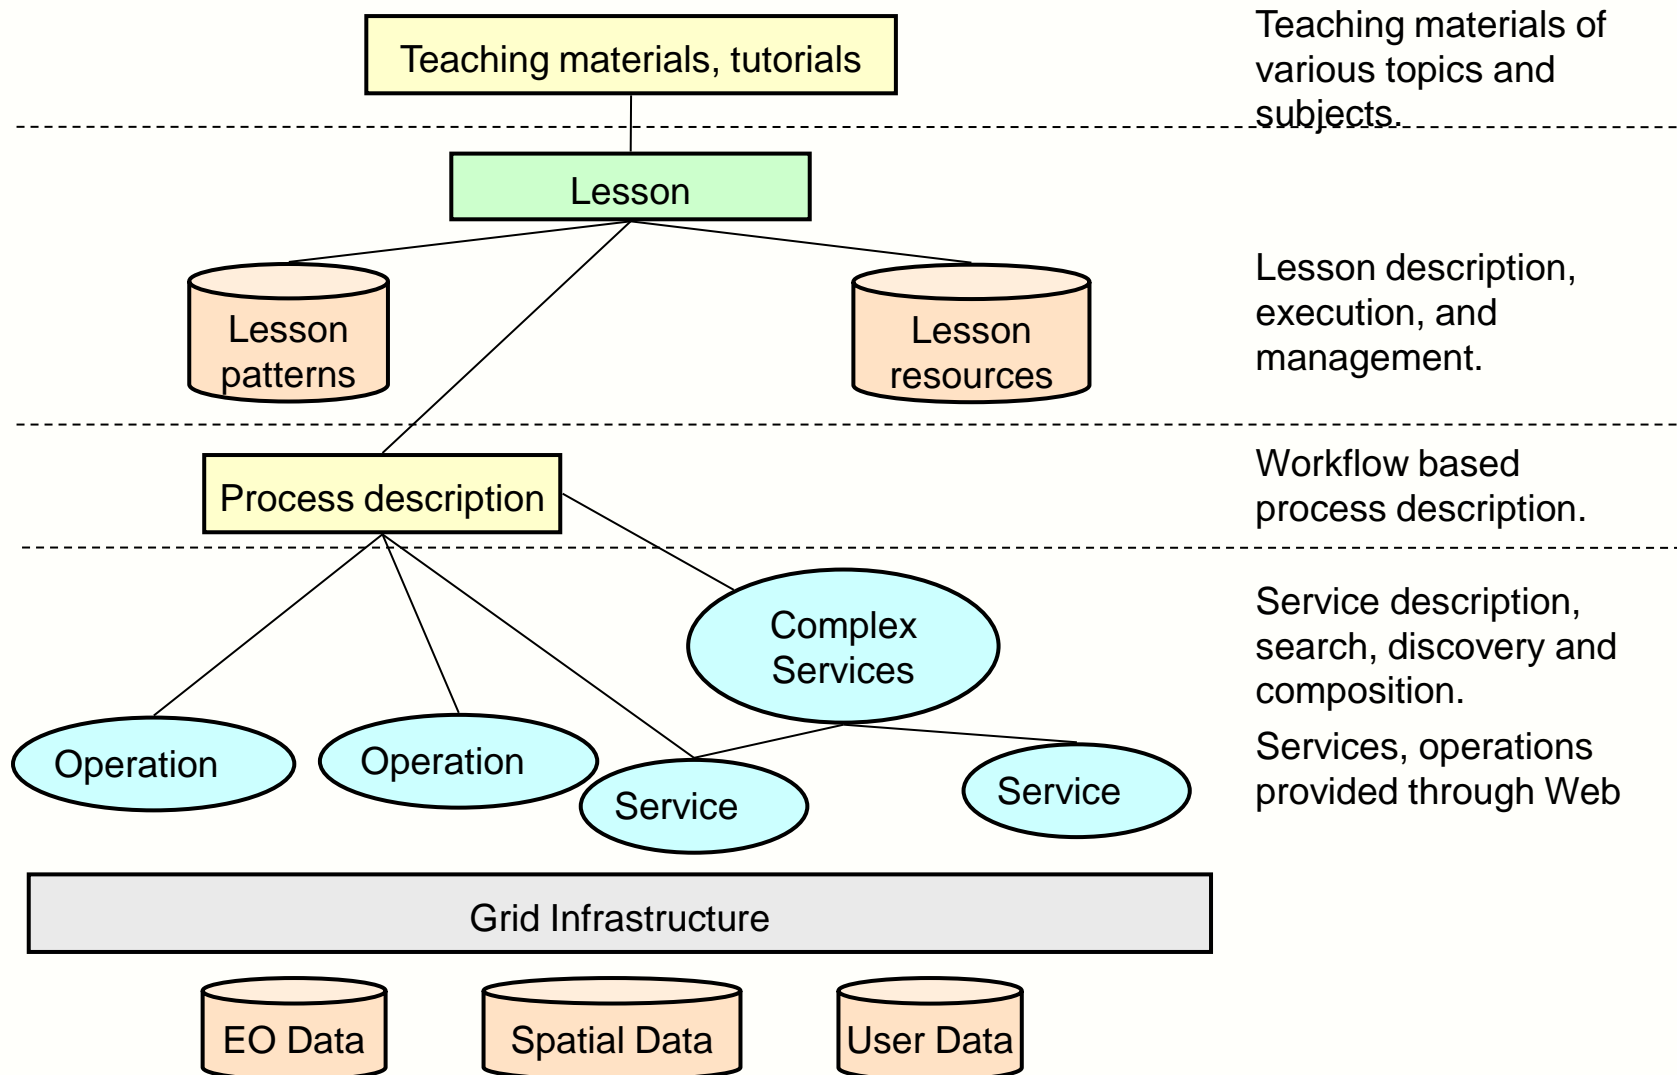 Teaching materials, tutorials
Teaching materials of
various topics and
subjects.
Lesson
Lesson
patterns
Lesson
resources
Lesson description,
execution, and
management.
Process description
Workflow based
process description.
Complex
Services
Service description,
search, discovery and
composition.
Operation
Operation
Service
Service
Services, operations
provided through Web
Grid Infrastructure
EO Data
Spatial Data
User Data